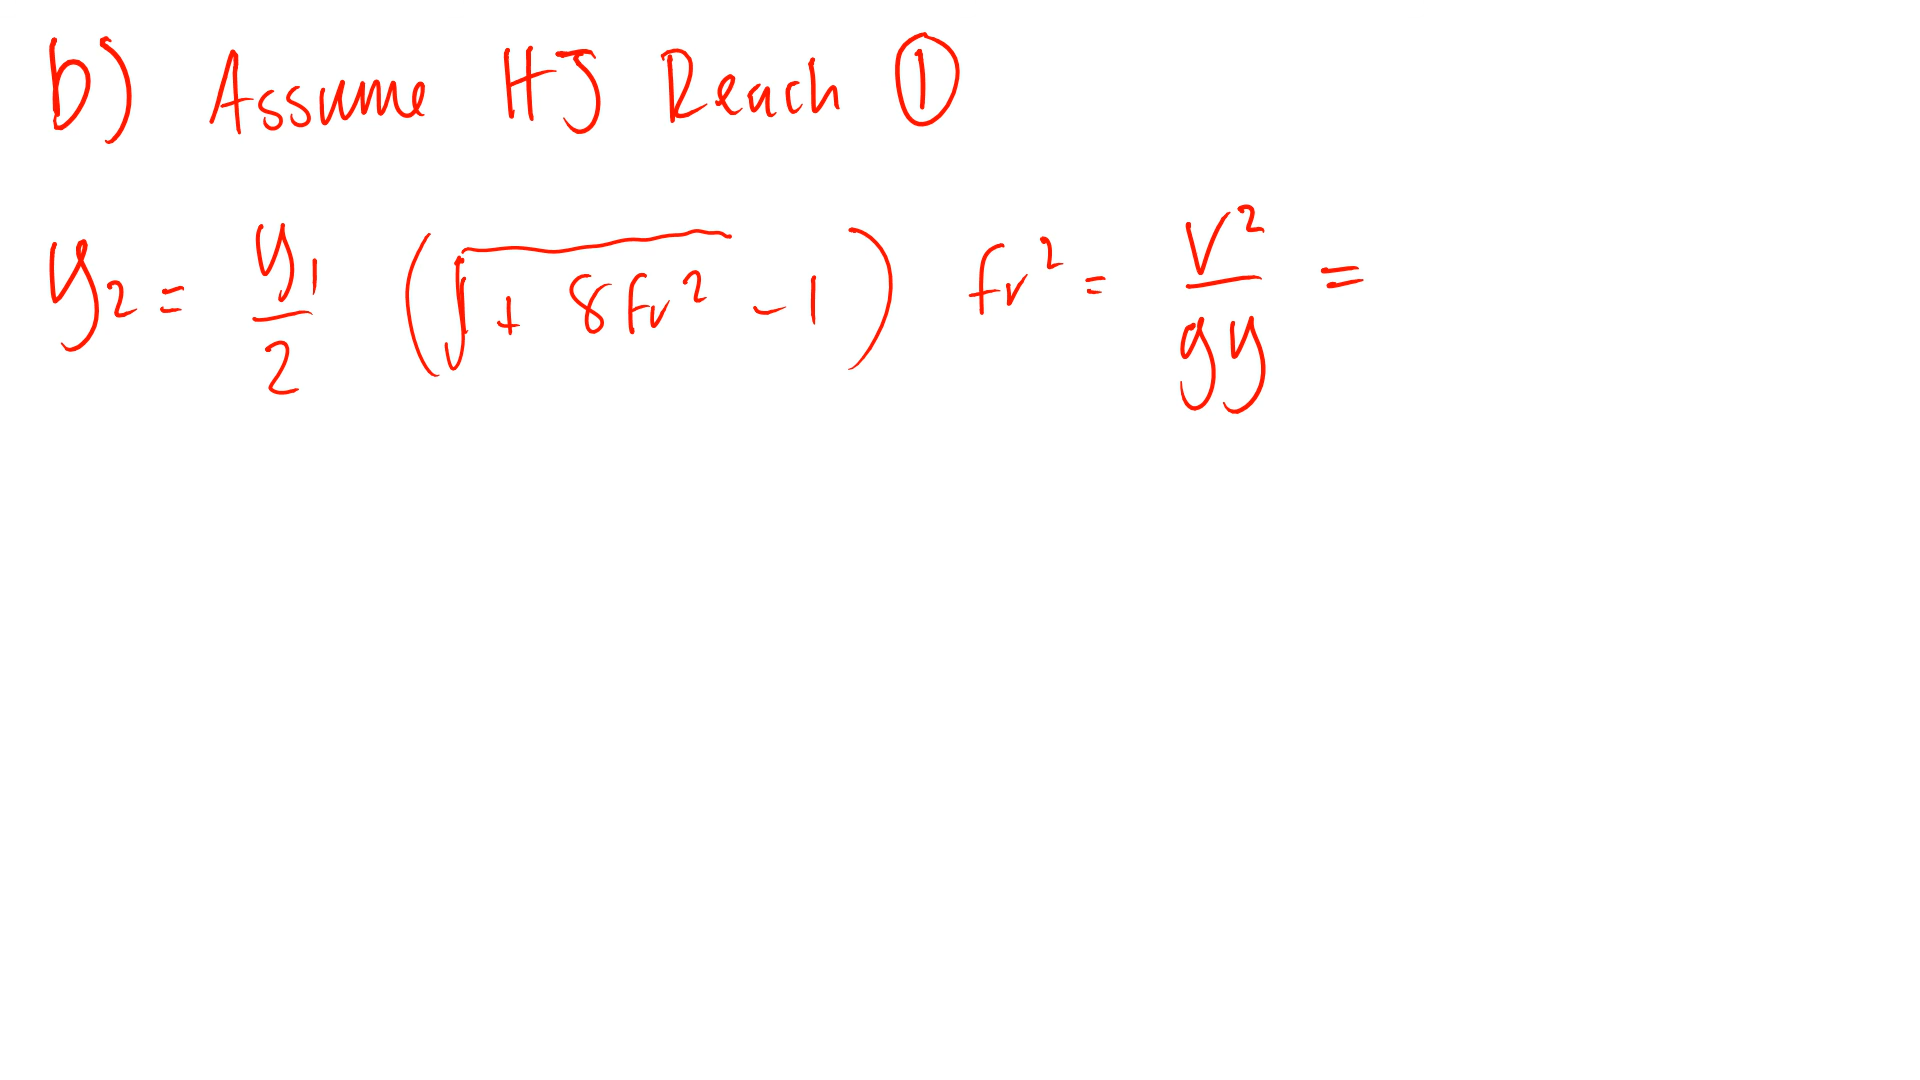 b) Assume HJ Reach ①
y₂ = y₁/2 (√1 + 8Fr² - 1) Fr² = V²/gy =